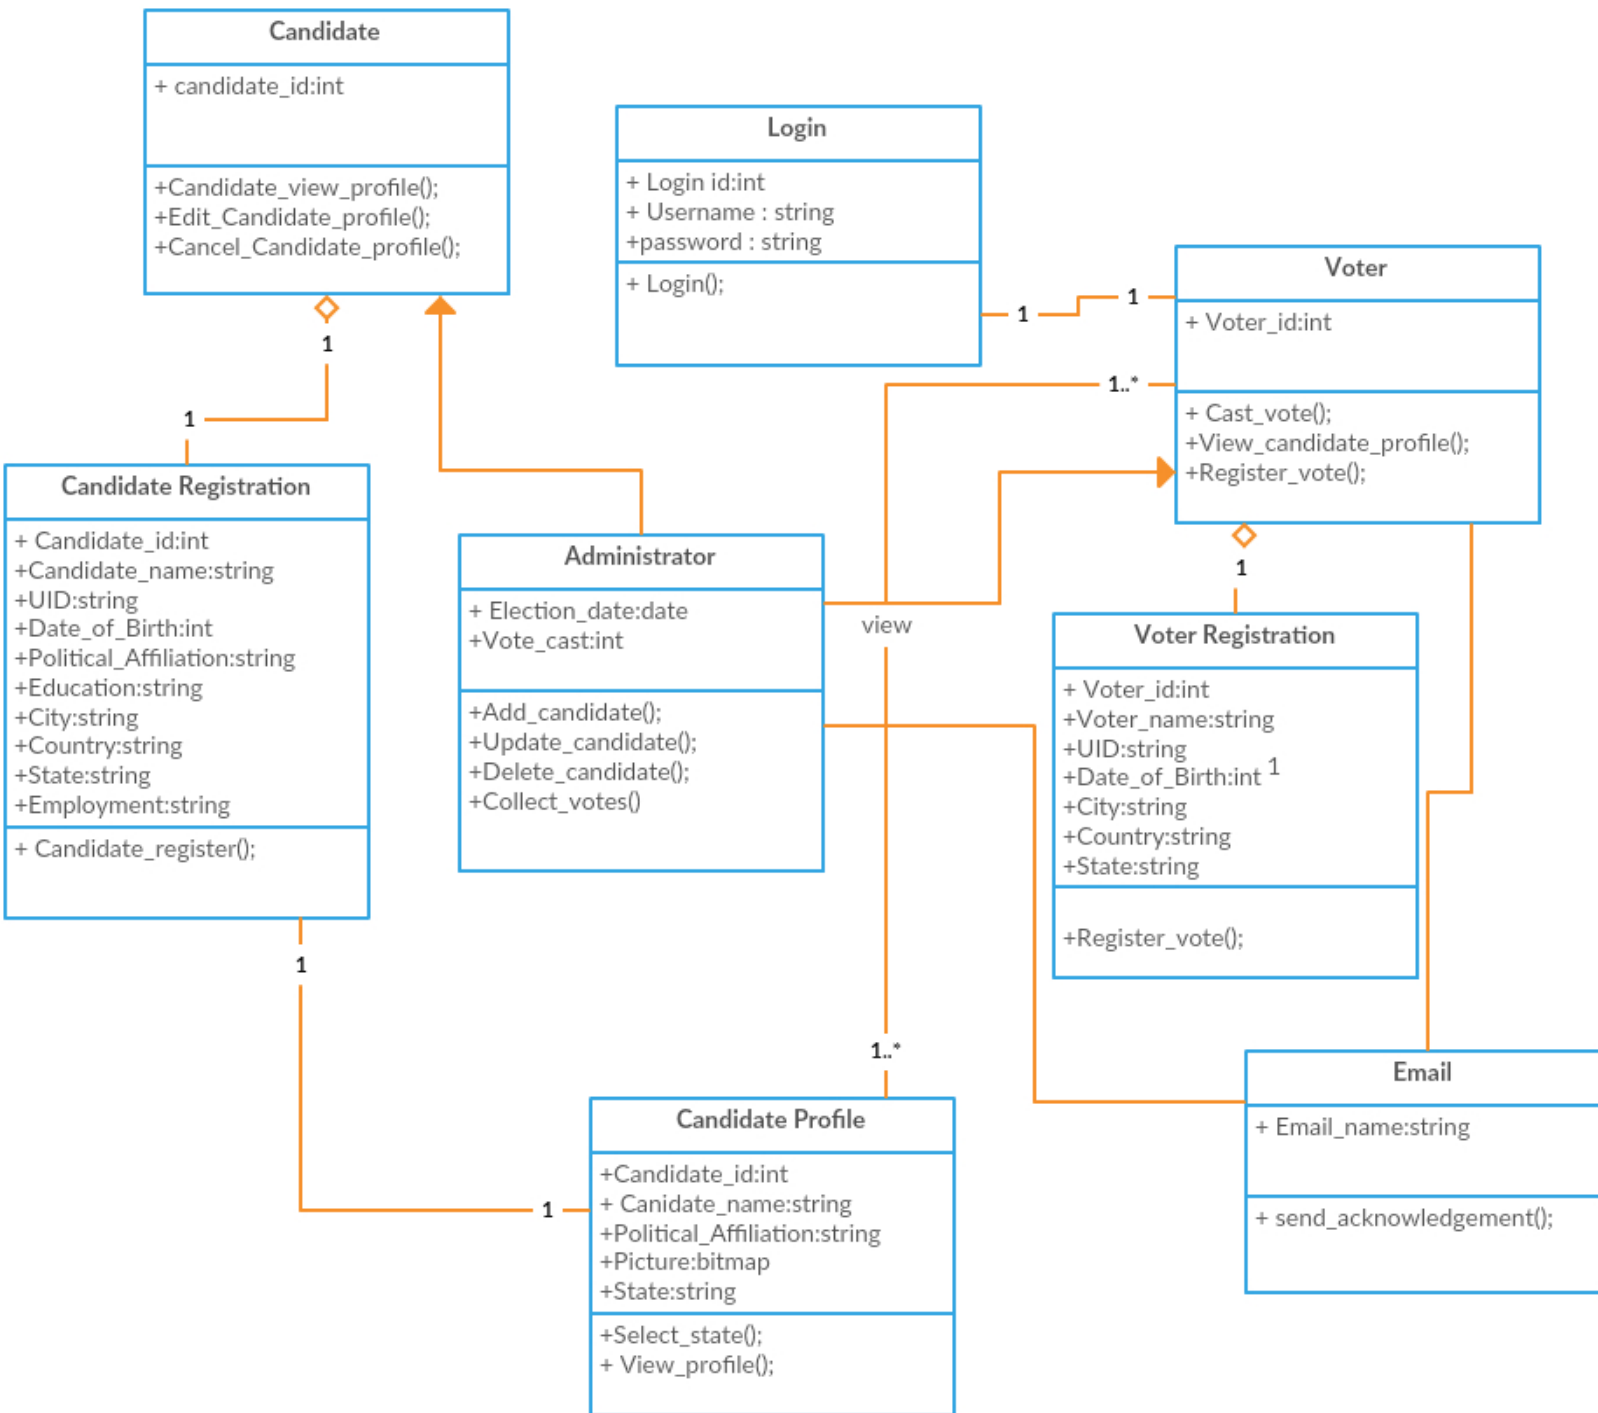 Candidate
+ candidate_id:int
+Candidate_view_profile();
+Edit_Candidate_profile();
+Cancel_Candidate_profile();
Login
+ Login id:int
+ Username : string
+password : string
+ Login();
1
1
Voter
+ Voter_id:int
+ Cast_vote();
+View_candidate_profile();
+Register_vote();
1..*
1
1
Candidate Registration
+ Candidate_id:int
+Candidate_name:string
+UID:string
+Date_of_Birth:int
+Political_Affiliation:string
+Education:string
+City:string
+Country:string
+State:string
+Employment:string
+ Candidate_register();
Administrator
+ Election_date:date
+Vote_cast:int
+Add_candidate();
+Update_candidate();
+Delete_candidate();
+Collect_votes()
view
1
Voter Registration
+ Voter_id:int
+Voter_name:string
+UID:string
+Date_of_Birth:int 1
+City:string
+Country:string
+State:string
+Register_vote();
1
1
1..*
Candidate Profile
+Candidate_id:int
+ Canidate_name:string
+Political_Affiliation:string
+Picture:bitmap
+State:string
+Select_state();
+ View_profile();
Email
+ Email_name:string
+ send_acknowledgement();